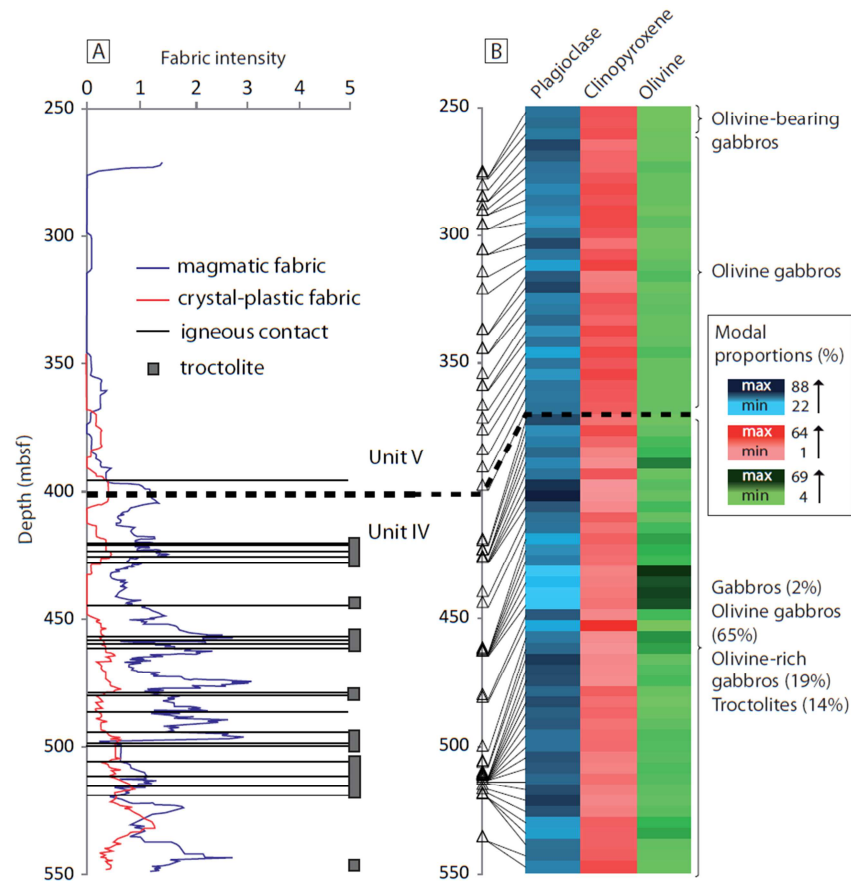 A
Fabric intensity
0 1 2 3 4 5
250
300
350
400
450
500
550
Depth (mbsf)
magmatic fabric
crystal-plastic fabric
igneous contact
troctolite
Unit V
Unit IV
B
Plagioclase
Clinopyroxene
Olivine
250
300
350
400
450
500
550
Olivine-bearing
gabbros
Olivine gabbros
Modal
proportions (%)
max 88
min 22
max 64
min 1
max 69
min 4
Gabbros (2%)
Olivine gabbros
(65%)
Olivine-rich
gabbros (19%)
Troctolites (14%)